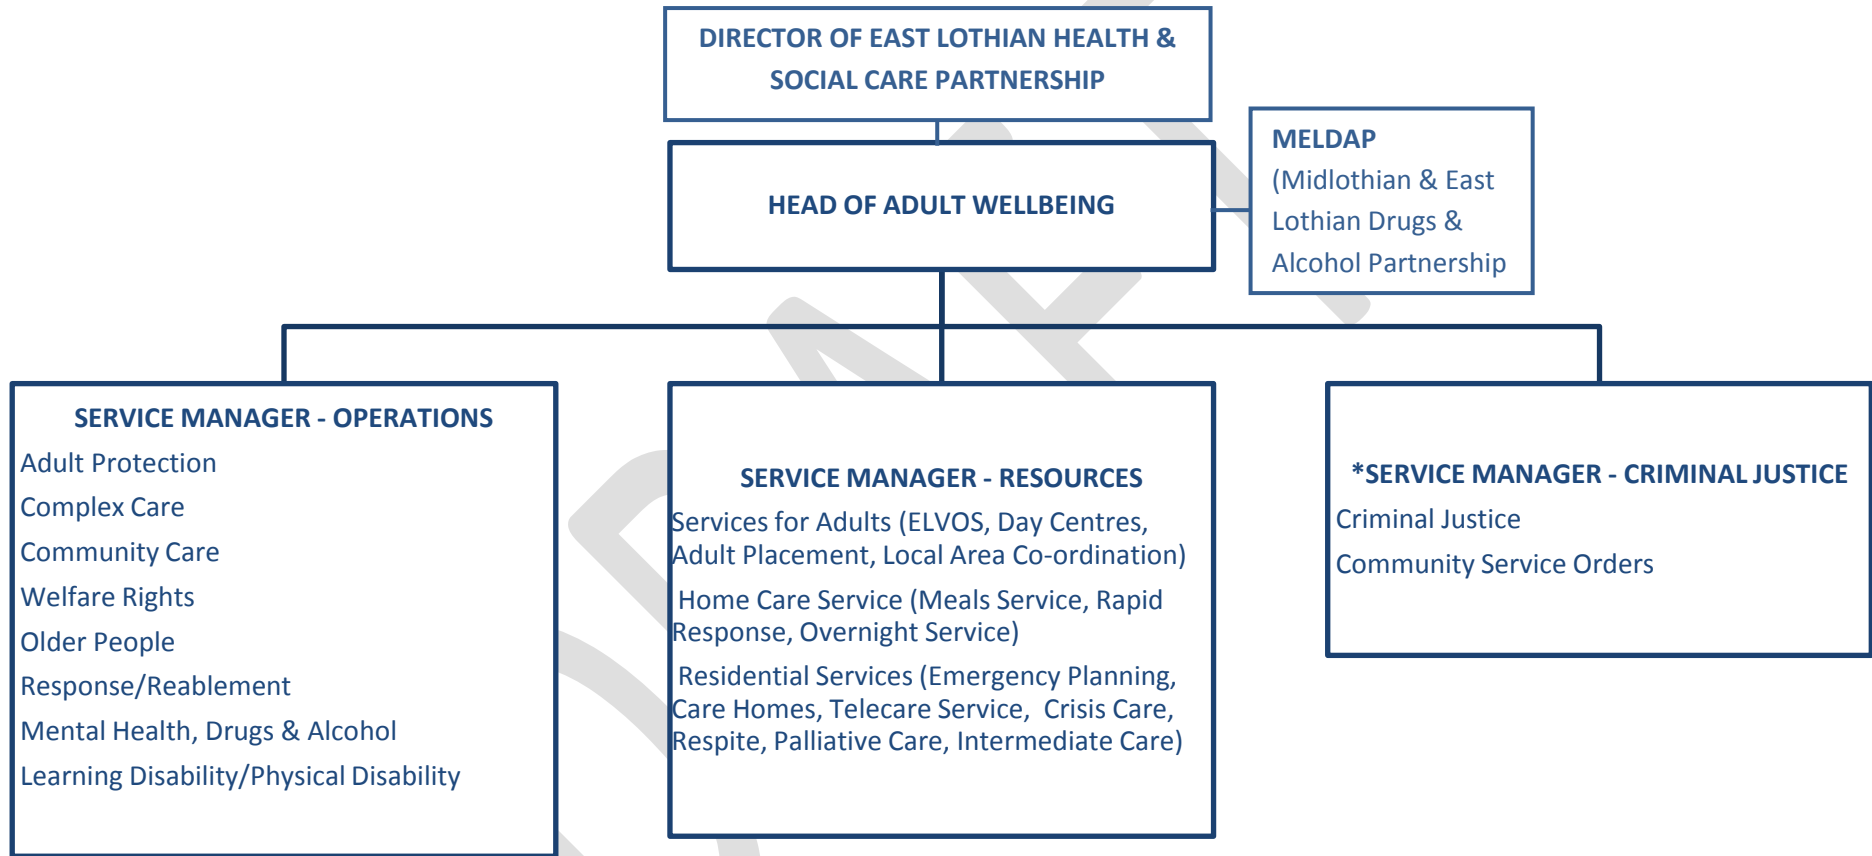 DIRECTOR OF EAST LOTHIAN HEALTH &
SOCIAL CARE PARTNERSHIP
HEAD OF ADULT WELLBEING
MELDAP
(Midlothian & East
Lothian Drugs &
Alcohol Partnership
SERVICE MANAGER - OPERATIONS
Adult Protection
Complex Care
Community Care
Welfare Rights
Older People
Response/Reablement
Mental Health, Drugs & Alcohol
Learning Disability/Physical Disability
SERVICE MANAGER - RESOURCES
Services for Adults (ELVOS, Day Centres,
Adult Placement, Local Area Co-ordination)
Home Care Service (Meals Service, Rapid
Response, Overnight Service)
Residential Services (Emergency Planning,
Care Homes, Telecare Service, Crisis Care,
Respite, Palliative Care, Intermediate Care)
*SERVICE MANAGER - CRIMINAL JUSTICE
Criminal Justice
Community Service Orders